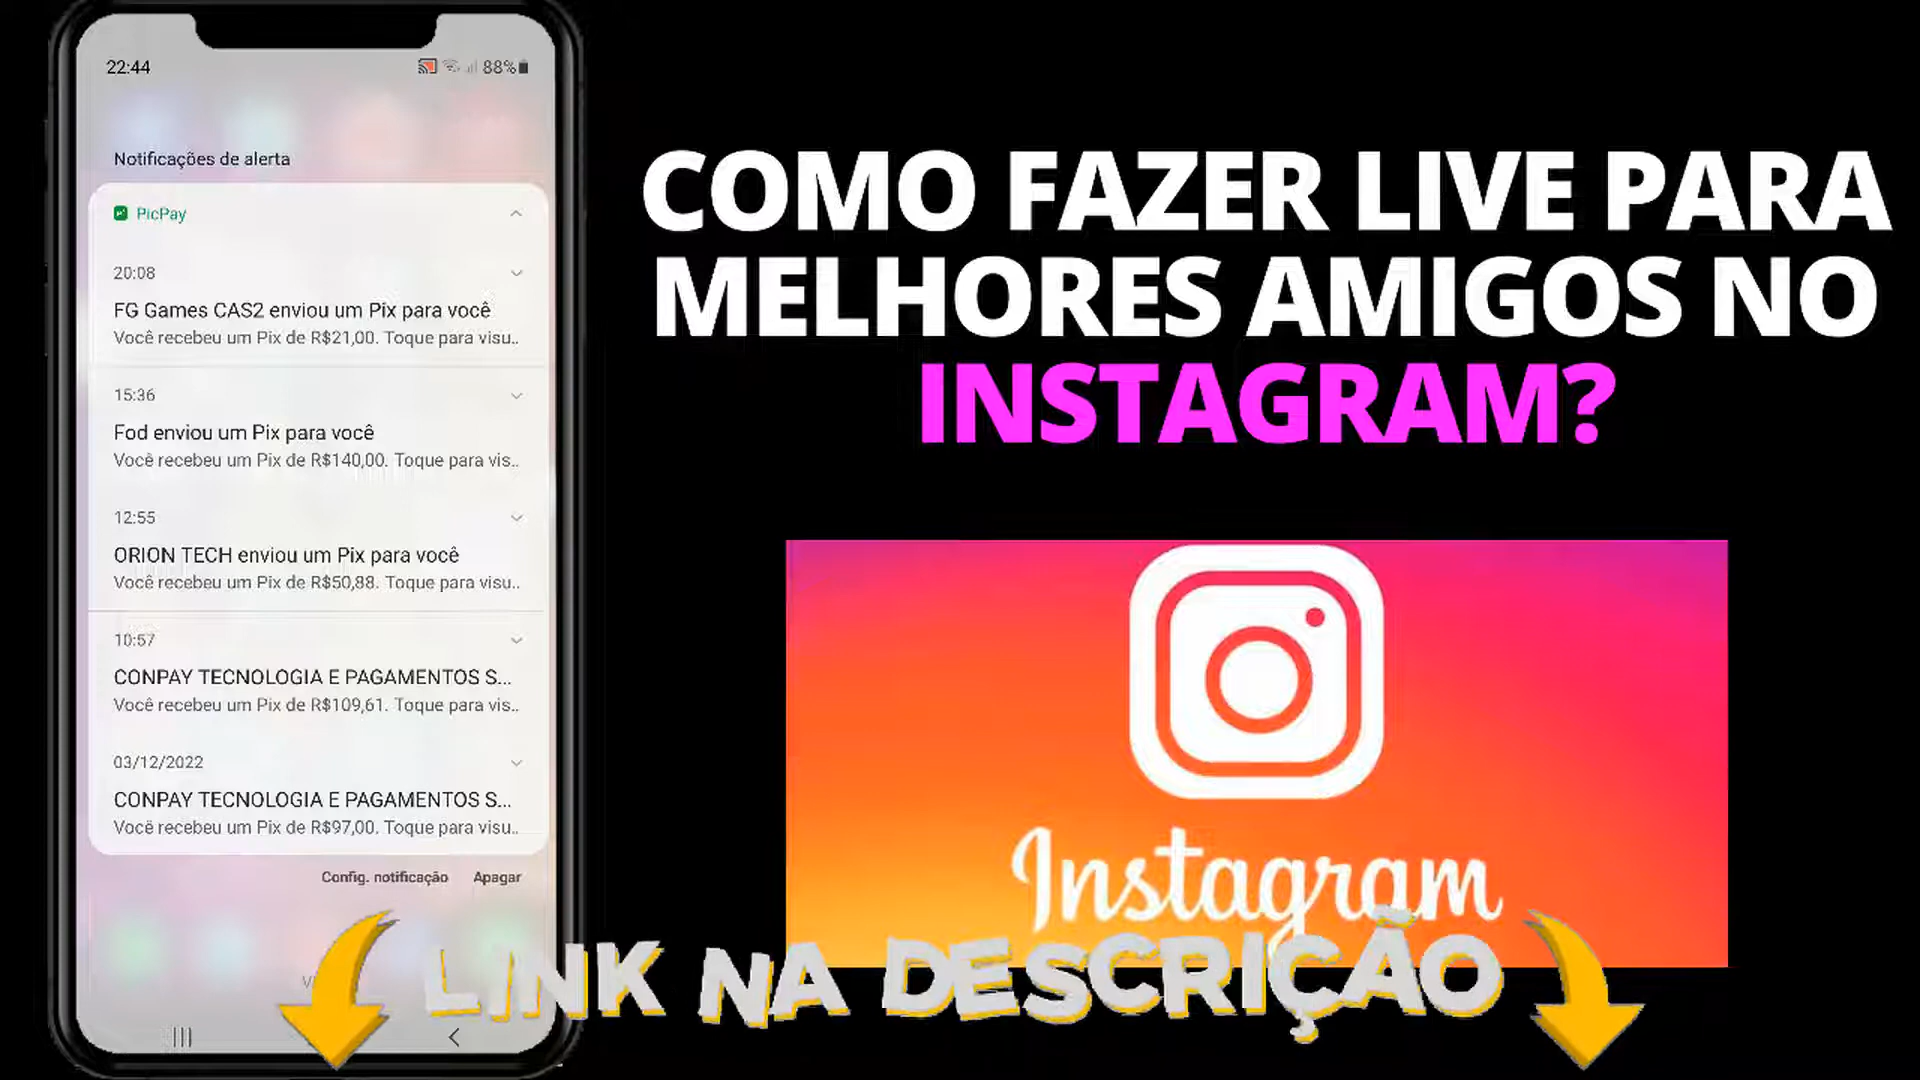 22:44
88%
Notificações de alerta
PicPay
20:08
FG Games CAS2 enviou um Pix para você
Você recebeu um Pix de R$21,00. Toque para visu..
15:36
Fod enviou um Pix para você
Você recebeu um Pix de R$140,00. Toque para vis..
12:55
ORION TECH enviou um Pix para você
Você recebeu um Pix de R$50,88. Toque para visu..
10:57
CONPAY TECNOLOGIA E PAGAMENTOS S...
Você recebeu um Pix de R$109,61. Toque para vis..
03/12/2022
CONPAY TECNOLOGIA E PAGAMENTOS S...
Você recebeu um Pix de R$97,00. Toque para visu..
Config. notificação Apagar
COMO FAZER LIVE PARA
MELHORES AMIGOS NO
INSTAGRAM?
Instagram
LINK NA DESCRIÇÃO